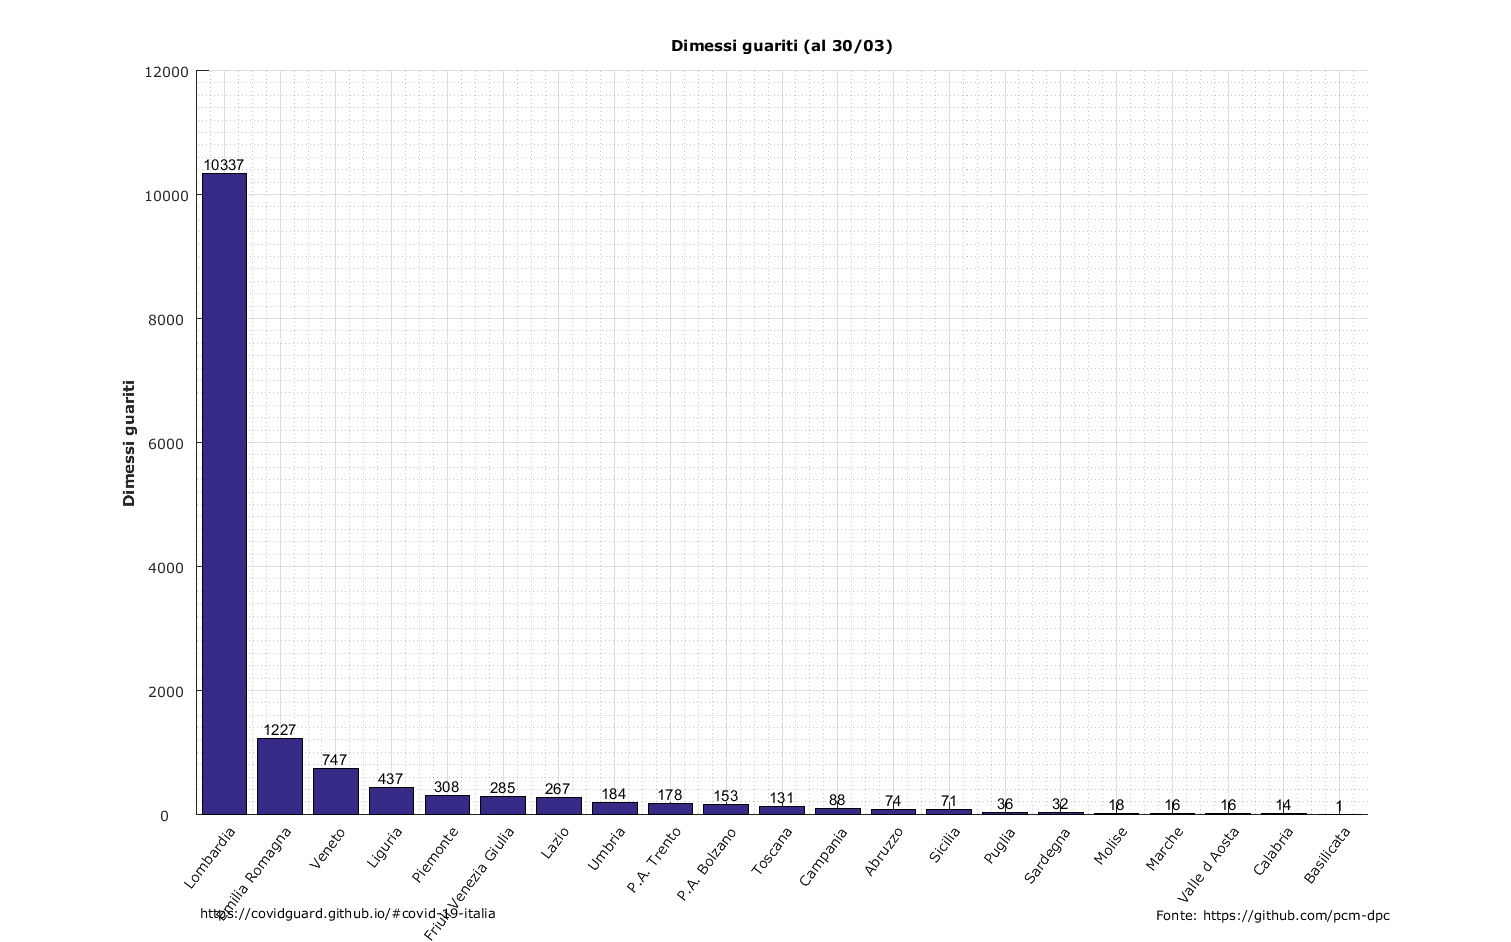 Dimessi guariti (al 30/03)
Dimessi guariti
12000
10000
8000
6000
4000
2000
0
10337
1227
747
437
308
285
267
184
178
153
131
88
74
71
36
32
18
16
16
14
1
Lombardia
Emilia Romagna
Veneto
Liguria
Piemonte
Friuli Venezia Giulia
Lazio
Umbria
P.A. Trento
P.A. Bolzano
Toscana
Campania
Abruzzo
Sicilia
Puglia
Sardegna
Molise
Marche
Valle d Aosta
Calabria
Basilicata
https://covidguard.github.io/#covid-19-italia
Fonte: https://github.com/pcm-dpc